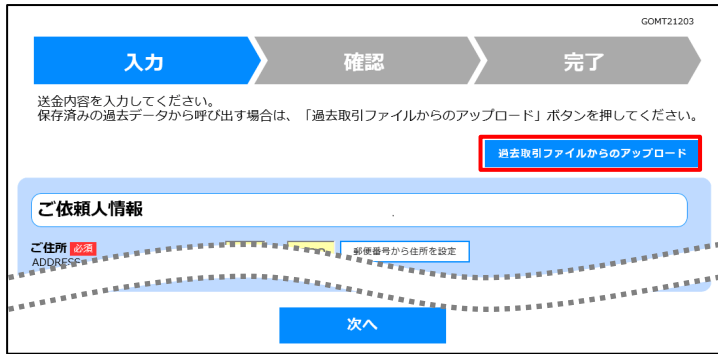 GOMT21203
入力
確認
完了
送金内容を入力してください。
保存済みの過去データから呼び出す場合は、「過去取引ファイルからのアップロード」ボタンを押してください。
過去取引ファイルからのアップロード
ご依頼人情報
ご住所 必須
郵便番号から住所を設定
ADDRESS
次へ